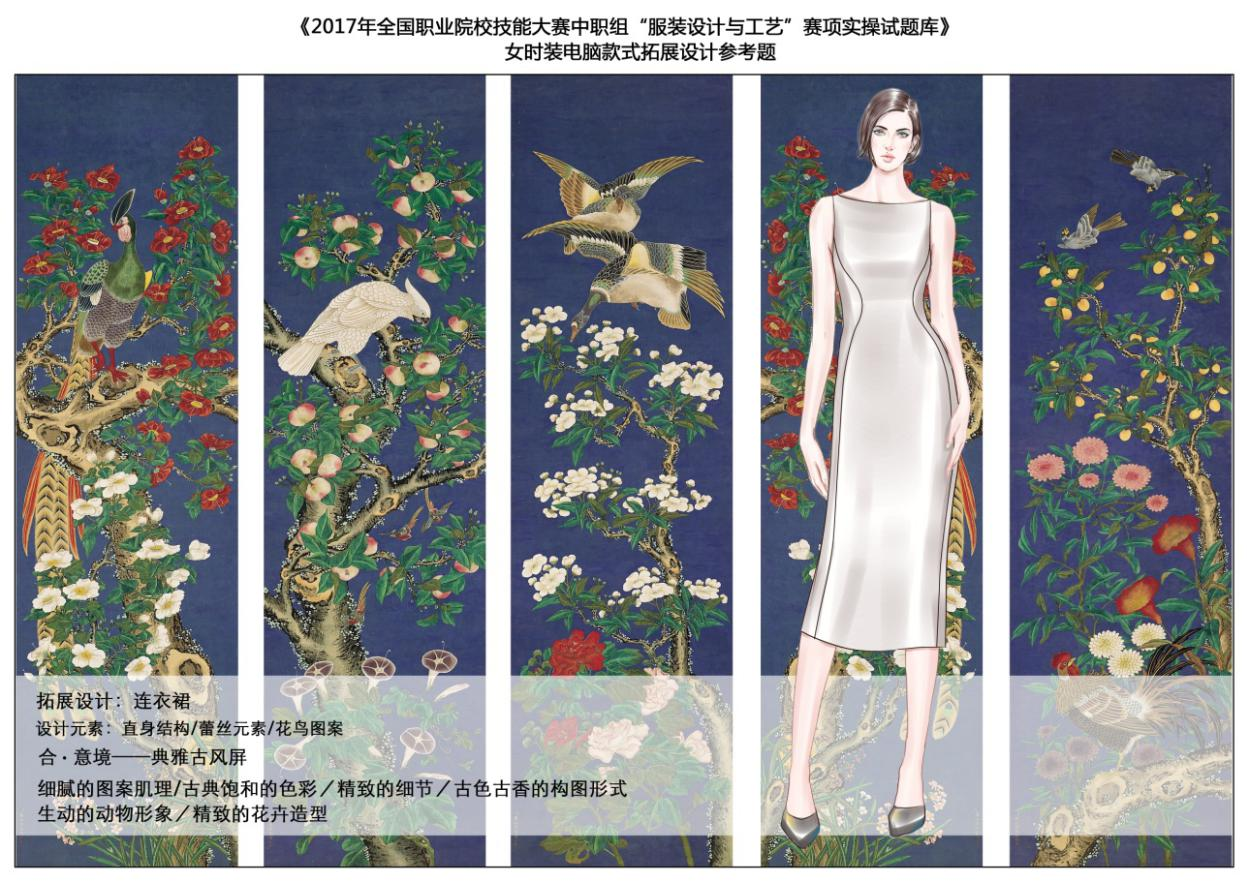 《2017年全国职业院校技能大赛中职组“服装设计与工艺”赛项实操试题库》
女时装电脑款式拓展设计参考题
拓展设计：连衣裙
设计元素：直身结构/蕾丝元素/花鸟图案
合·意境——典雅古风屏
细腻的图案肌理/古典饱和的色彩／精致的细节／古色古香的构图形式
生动的动物形象／精致的花卉造型